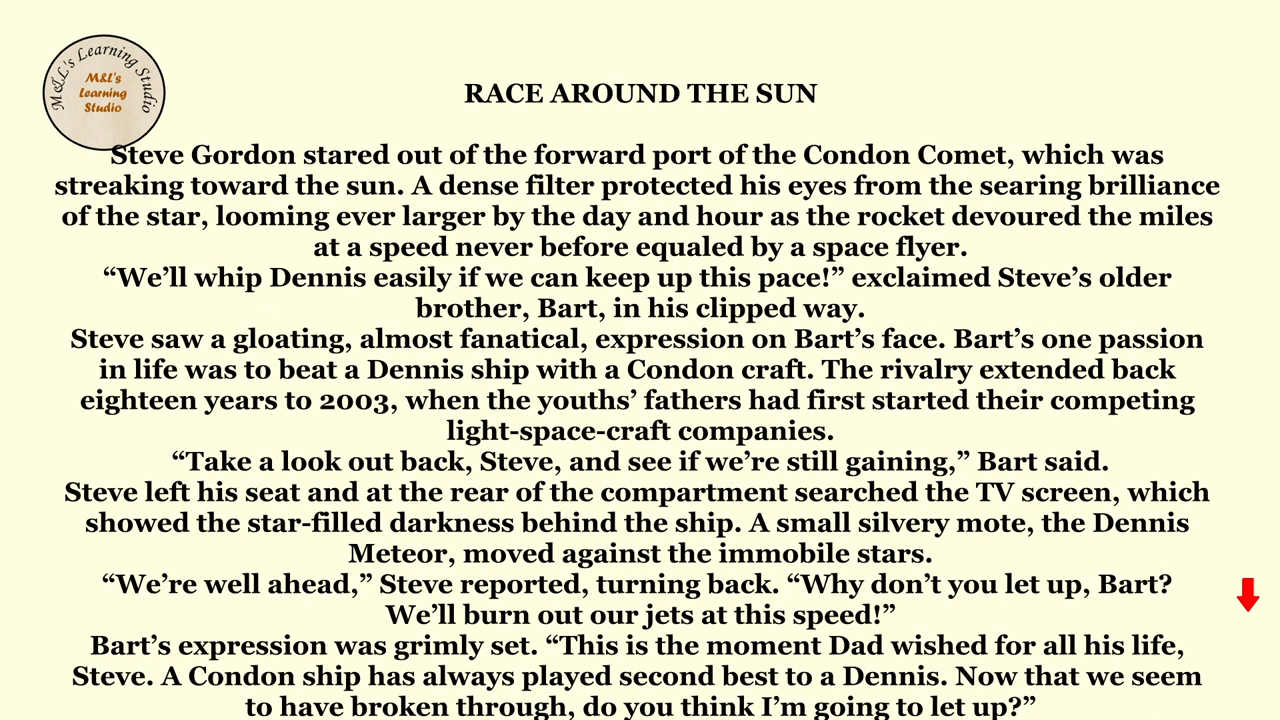 M&L's Learning Studio
M&L's
Learning
Studio
RACE AROUND THE SUN
Steve Gordon stared out of the forward port of the Condon Comet, which was
streaking toward the sun. A dense filter protected his eyes from the searing brilliance
of the star, looming ever larger by the day and hour as the rocket devoured the miles
at a speed never before equaled by a space flyer.
“We’ll whip Dennis easily if we can keep up this pace!” exclaimed Steve’s older
brother, Bart, in his clipped way.
Steve saw a gloating, almost fanatical, expression on Bart’s face. Bart’s one passion
in life was to beat a Dennis ship with a Condon craft. The rivalry extended back
eighteen years to 2003, when the youths’ fathers had first started their competing
light-space-craft companies.
“Take a look out back, Steve, and see if we’re still gaining,” Bart said.
Steve left his seat and at the rear of the compartment searched the TV screen, which
showed the star-filled darkness behind the ship. A small silvery mote, the Dennis
Meteor, moved against the immobile stars.
“We’re well ahead,” Steve reported, turning back. “Why don’t you let up, Bart?
We’ll burn out our jets at this speed!”
Bart’s expression was grimly set. “This is the moment Dad wished for all his life,
Steve. A Condon ship has always played second best to a Dennis. Now that we seem
to have broken through, do you think I’m going to let up?”